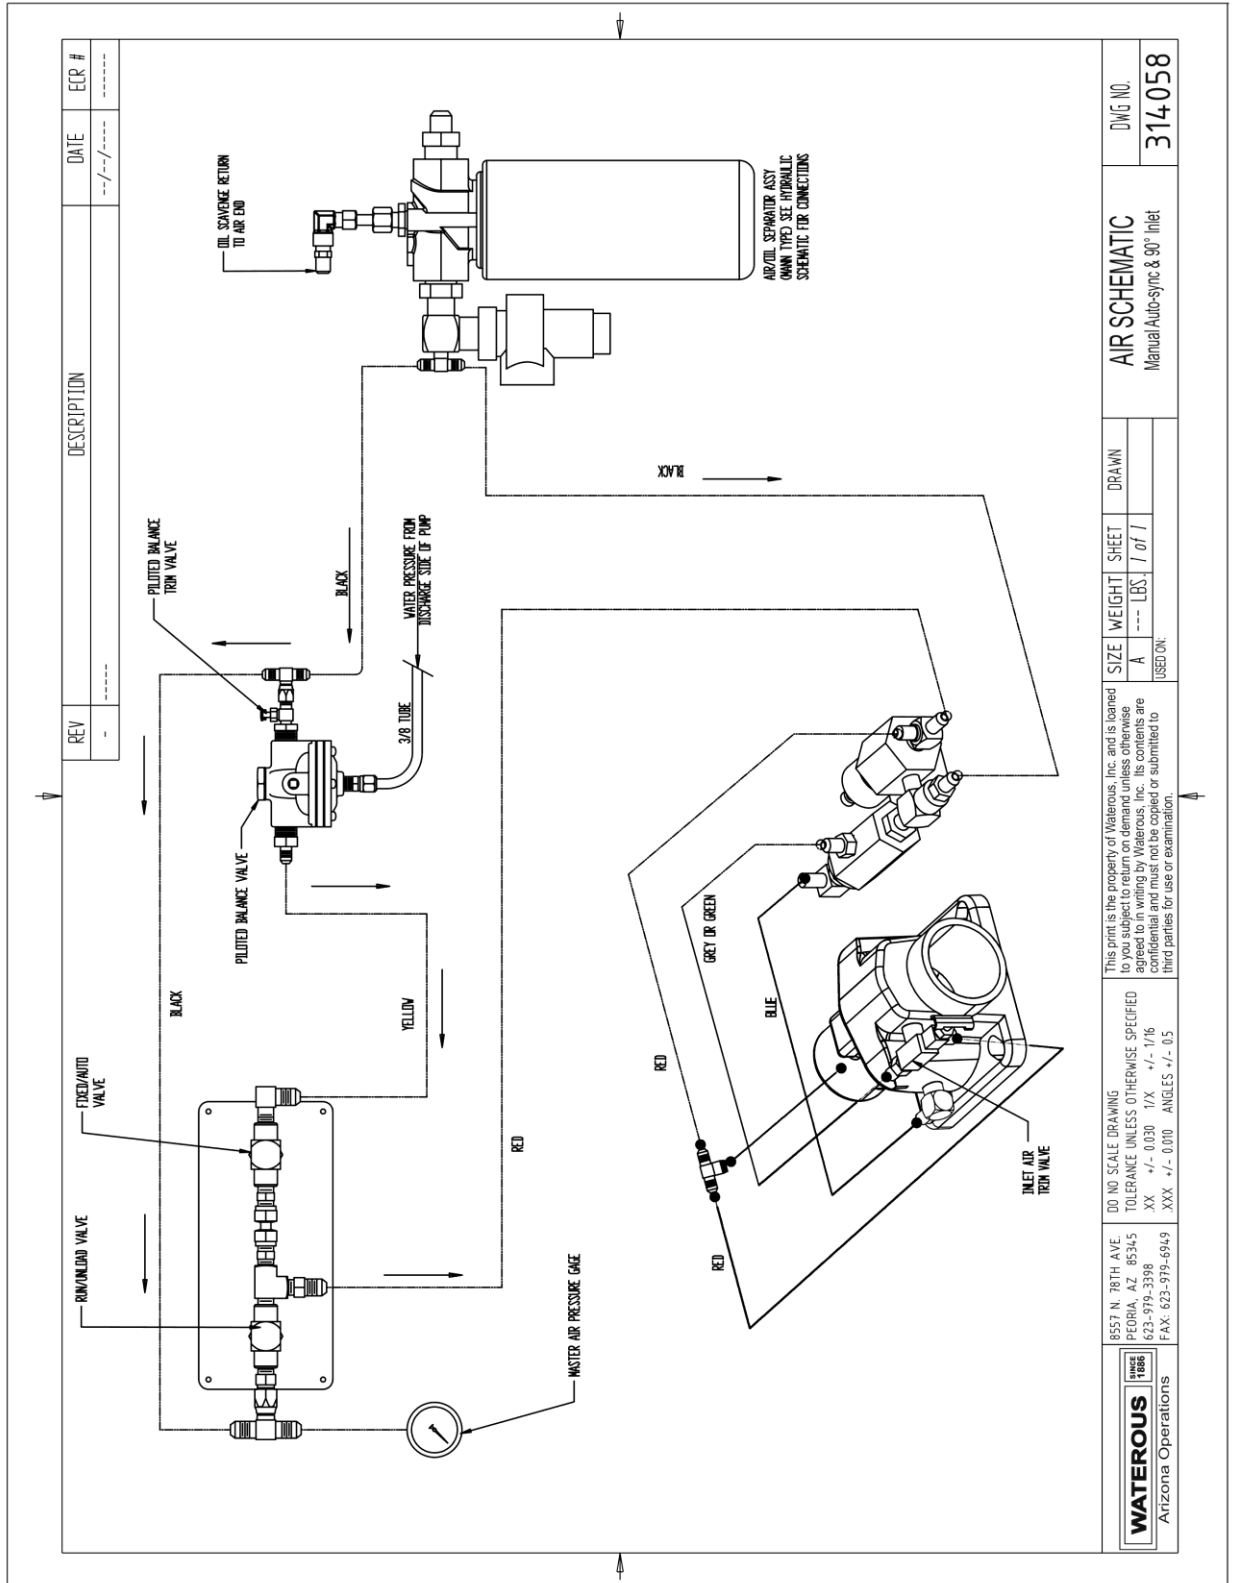 REV
DESCRIPTION
DATE
ECR #
-
-----
--/--/----
-----
RUN/UNLOAD VALVE
FIXED/AUTO
VALVE
BLACK
PILOTED BALANCE VALVE
PILOTED BALANCE
TRIM VALVE
OIL SCAVENGE RETURN
TO AIR END
BLACK
3/8 TUBE
WATER PRESSURE FROM
DISCHARGE SIDE OF PUMP
YELLOW
RED
MASTER AIR PRESSURE GAGE
AIR/OIL SEPARATOR ASSY
(MANN TYPE) SEE HYDRAULIC
SCHEMATIC FOR CONNECTIONS
BLACK
RED
RED
GREY OR GREEN
BLUE
INLET AIR
TRIM VALVE
WATEROUS
SINCE
1886
Arizona Operations
8557 N. 78TH AVE.
PEORIA, AZ 85345
623-979-3398
FAX: 623-979-6949
DO NO SCALE DRAWING
TOLERANCE UNLESS OTHERWISE SPECIFIED
.XX +/- 0.030 1/X +/- 1/16
.XXX +/- 0.010 ANGLES +/- 0.5
This print is the property of Waterous, Inc. and is loaned
to you subject to return on demand unless otherwise
agreed to in writing by Waterous, Inc. Its contents are
confidential and must not be copied or submitted to
third parties for use or examination.
SIZE
WEIGHT
SHEET
DRAWN
A
--- LBS.
1 of 1
USED ON:
AIR SCHEMATIC
Manual Auto-sync & 90° Inlet
DWG NO.
314058